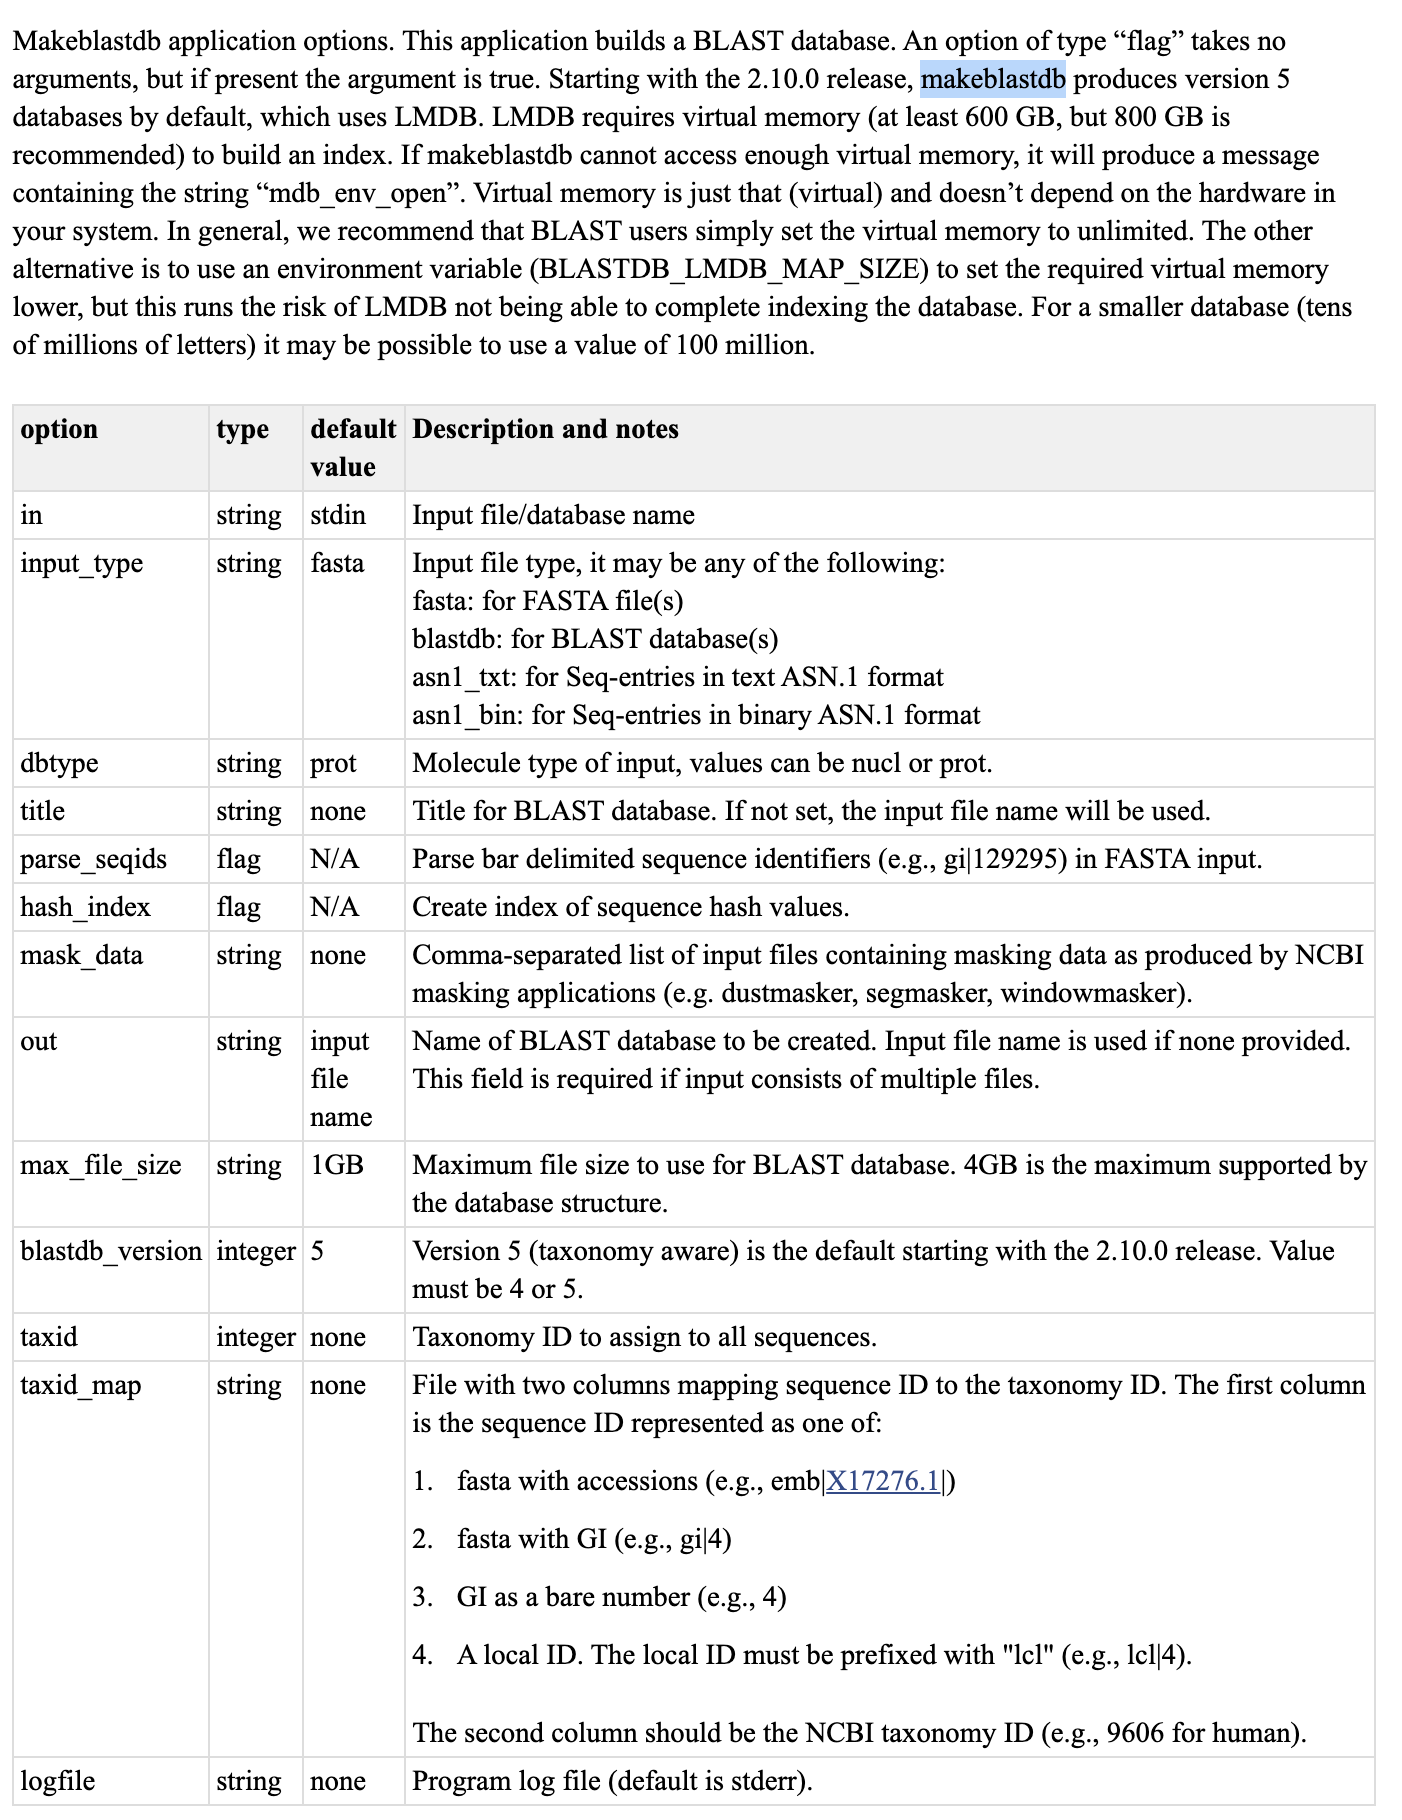 Makeblastdb application options. This application builds a BLAST database. An option of type “flag” takes no
arguments, but if present the argument is true. Starting with the 2.10.0 release, makeblastdb produces version 5
databases by default, which uses LMDB. LMDB requires virtual memory (at least 600 GB, but 800 GB is
recommended) to build an index. If makeblastdb cannot access enough virtual memory, it will produce a message
containing the string “mdb_env_open”. Virtual memory is just that (virtual) and doesn’t depend on the hardware in
your system. In general, we recommend that BLAST users simply set the virtual memory to unlimited. The other
alternative is to use an environment variable (BLASTDB_LMDB_MAP_SIZE) to set the required virtual memory
lower, but this runs the risk of LMDB not being able to complete indexing the database. For a smaller database (tens
of millions of letters) it may be possible to use a value of 100 million.
option type default Description and notes
value
in string stdin Input file/database name
input_type string fasta Input file type, it may be any of the following:
fasta: for FASTA file(s)
blastdb: for BLAST database(s)
asn1_txt: for Seq-entries in text ASN.1 format
asn1_bin: for Seq-entries in binary ASN.1 format
dbtype string prot Molecule type of input, values can be nucl or prot.
title string none Title for BLAST database. If not set, the input file name will be used.
parse_seqids flag N/A Parse bar delimited sequence identifiers (e.g., gi|129295) in FASTA input.
hash_index flag N/A Create index of sequence hash values.
mask_data string none Comma-separated list of input files containing masking data as produced by NCBI
masking applications (e.g. dustmasker, segmasker, windowmasker).
out string input Name of BLAST database to be created. Input file name is used if none provided.
file This field is required if input consists of multiple files.
name
max_file_size string 1GB Maximum file size to use for BLAST database. 4GB is the maximum supported by
the database structure.
blastdb_version integer 5 Version 5 (taxonomy aware) is the default starting with the 2.10.0 release. Value
must be 4 or 5.
taxid integer none Taxonomy ID to assign to all sequences.
taxid_map string none File with two columns mapping sequence ID to the taxonomy ID. The first column
is the sequence ID represented as one of:
1. fasta with accessions (e.g., emb|X17276.1|)
2. fasta with GI (e.g., gi|4)
3. GI as a bare number (e.g., 4)
4. A local ID. The local ID must be prefixed with "lcl" (e.g., lcl|4).
The second column should be the NCBI taxonomy ID (e.g., 9606 for human).
logfile string none Program log file (default is stderr).